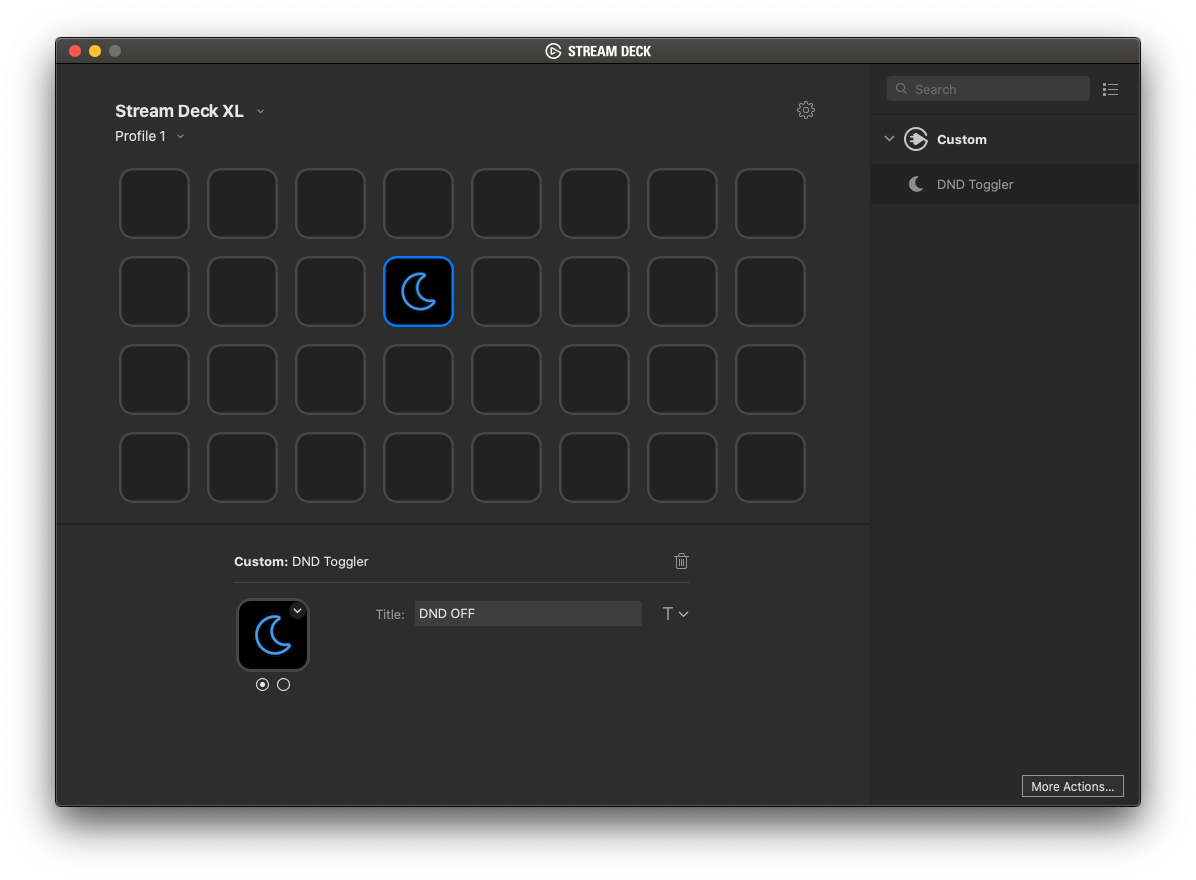 STREAM DECK
Stream Deck XL
Profile 1
Search
Custom
DND Toggler
Custom: DND Toggler
Title: DND OFF
T
More Actions...